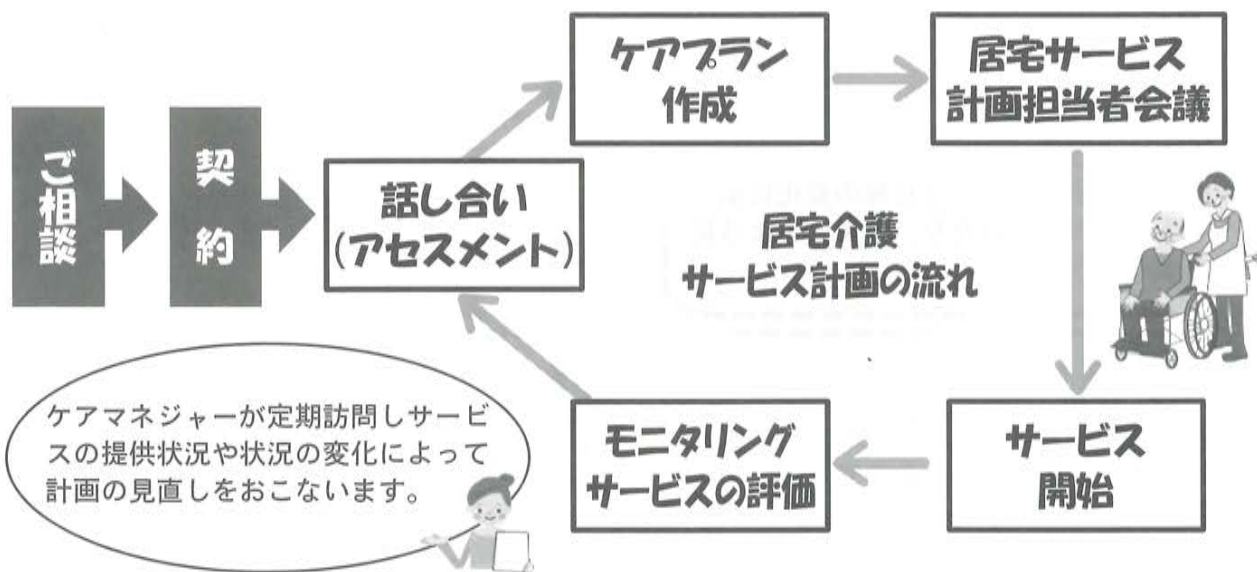 ご相談
契約
話し合い
(アセスメント)
ケアプラン
作成
居宅サービス
計画担当者会議
居宅介護
サービス計画の流れ
サービス
開始
モニタリング
サービスの評価
ケアマネジャーが定期訪問しサービ
スの提供状況や状況の変化によって
計画の見直しをおこないます。